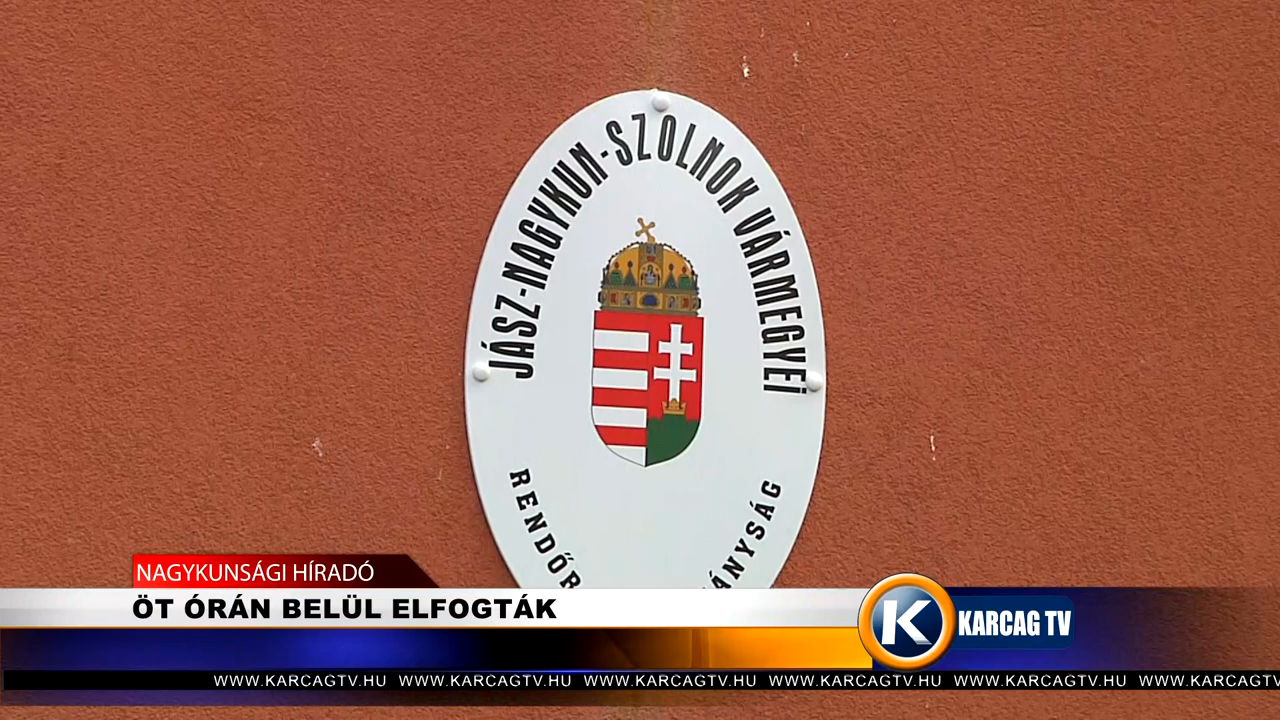 JÁSZ-NAGYKUN-SZOLNOK VÁRMEGYEI
NAGYKUNSÁGI HÍRADÓ
ÖT ÓRÁN BELÜL ELFOGTÁK
K KARCAG TV
WWW.KARCAGTV.HU WWW.KARCAGTV.HU WWW.KARCAGTV.HU WWW.KARCAGTV.HU WWW.KARCAGTV.HU WWW.KARCAGTV